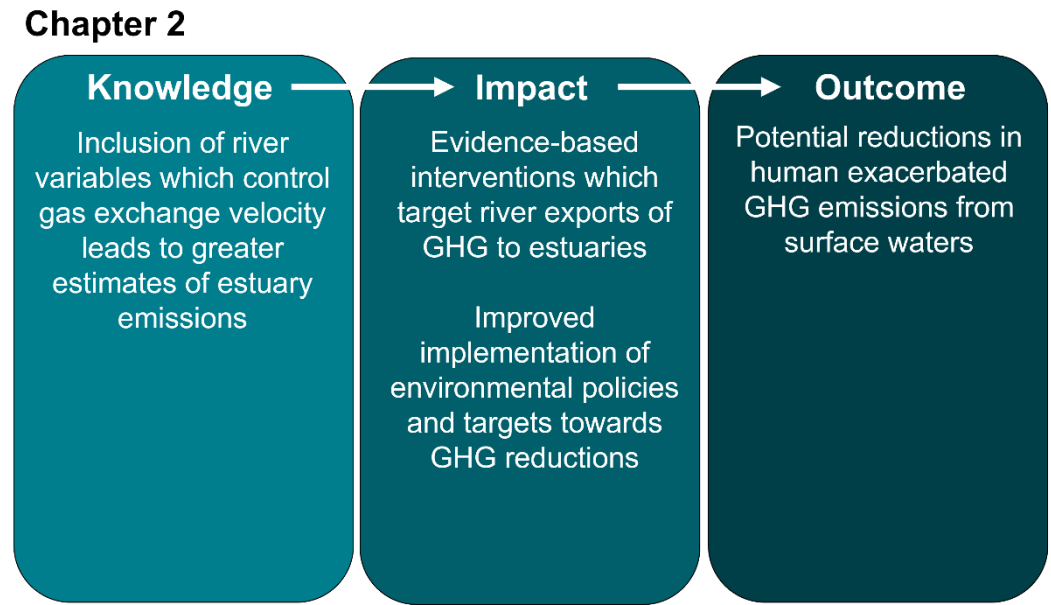 Chapter 2
Knowledge
Inclusion of river
variables which control
gas exchange velocity
leads to greater
estimates of estuary
emissions
Impact
Evidence-based
interventions which
target river exports of
GHG to estuaries
Improved
implementation of
environmental policies
and targets towards
GHG reductions
Outcome
Potential reductions in
human exacerbated
GHG emissions from
surface waters